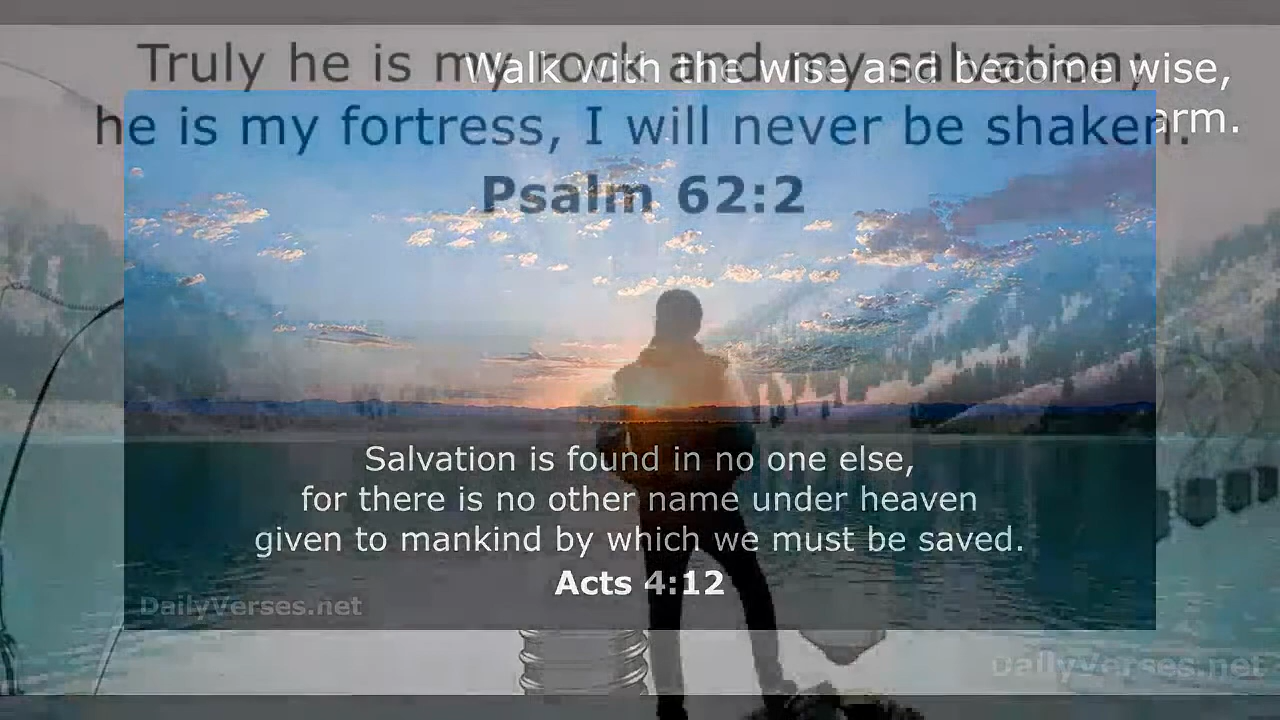 Truly he is my rock and my salvation;
Walk with the wise and become wise,
he is my fortress, I will never be shaken.
arm.
Psalm 62:2
Salvation is found in no one else,
for there is no other name under heaven
given to mankind by which we must be saved.
Acts 4:12
DailyVerses.net
DailyVerses.net